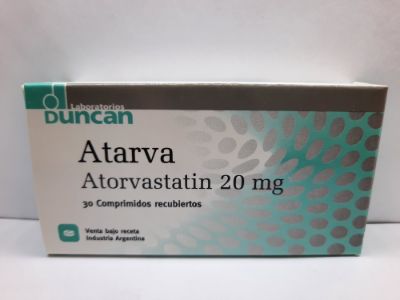 Laboratorios
Duncan
Atarva
Atorvastatin 20 mg
30 Comprimidos recubiertos
Venta bajo receta
Industria Argentina